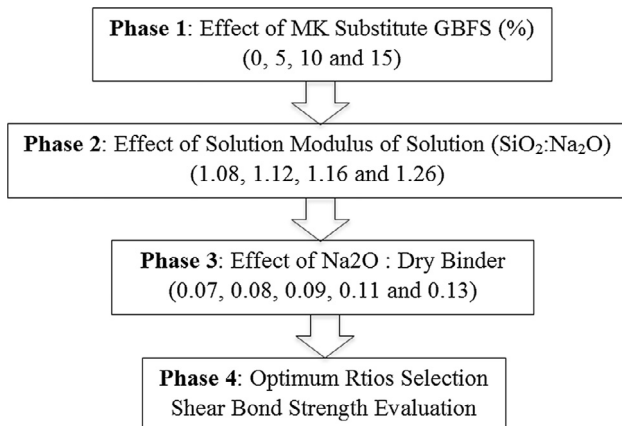 Phase 1: Effect of MK Substitute GBFS (%)
(0, 5, 10 and 15)
Phase 2: Effect of Solution Modulus of Solution (SiO₂:Na₂O)
(1.08, 1.12, 1.16 and 1.26)
Phase 3: Effect of Na2O : Dry Binder
(0.07, 0.08, 0.09, 0.11 and 0.13)
Phase 4: Optimum Rtios Selection
Shear Bond Strength Evaluation